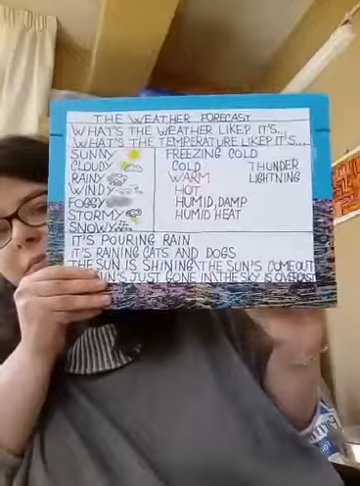 THE WEATHER FORECAST
WHAT'S THE WEATHER LIKE? IT'S...
WHAT'S THE TEMPERATURE LIKE? IT'S...
SUNNY
CLOUDY
RAINY
WINDY
FOGGY
STORMY
SNOWY
FREEZING COLD
COLD
WARM
HOT
HUMID, DAMP
HUMID HEAT
THUNDER
LIGHTNING
IT'S POURING RAIN
IT'S RAINING CATS AND DOGS
THE SUN IS SHINING THE SUN'S COME OUT
SUN'S JUST GONE IN THE SKY IS